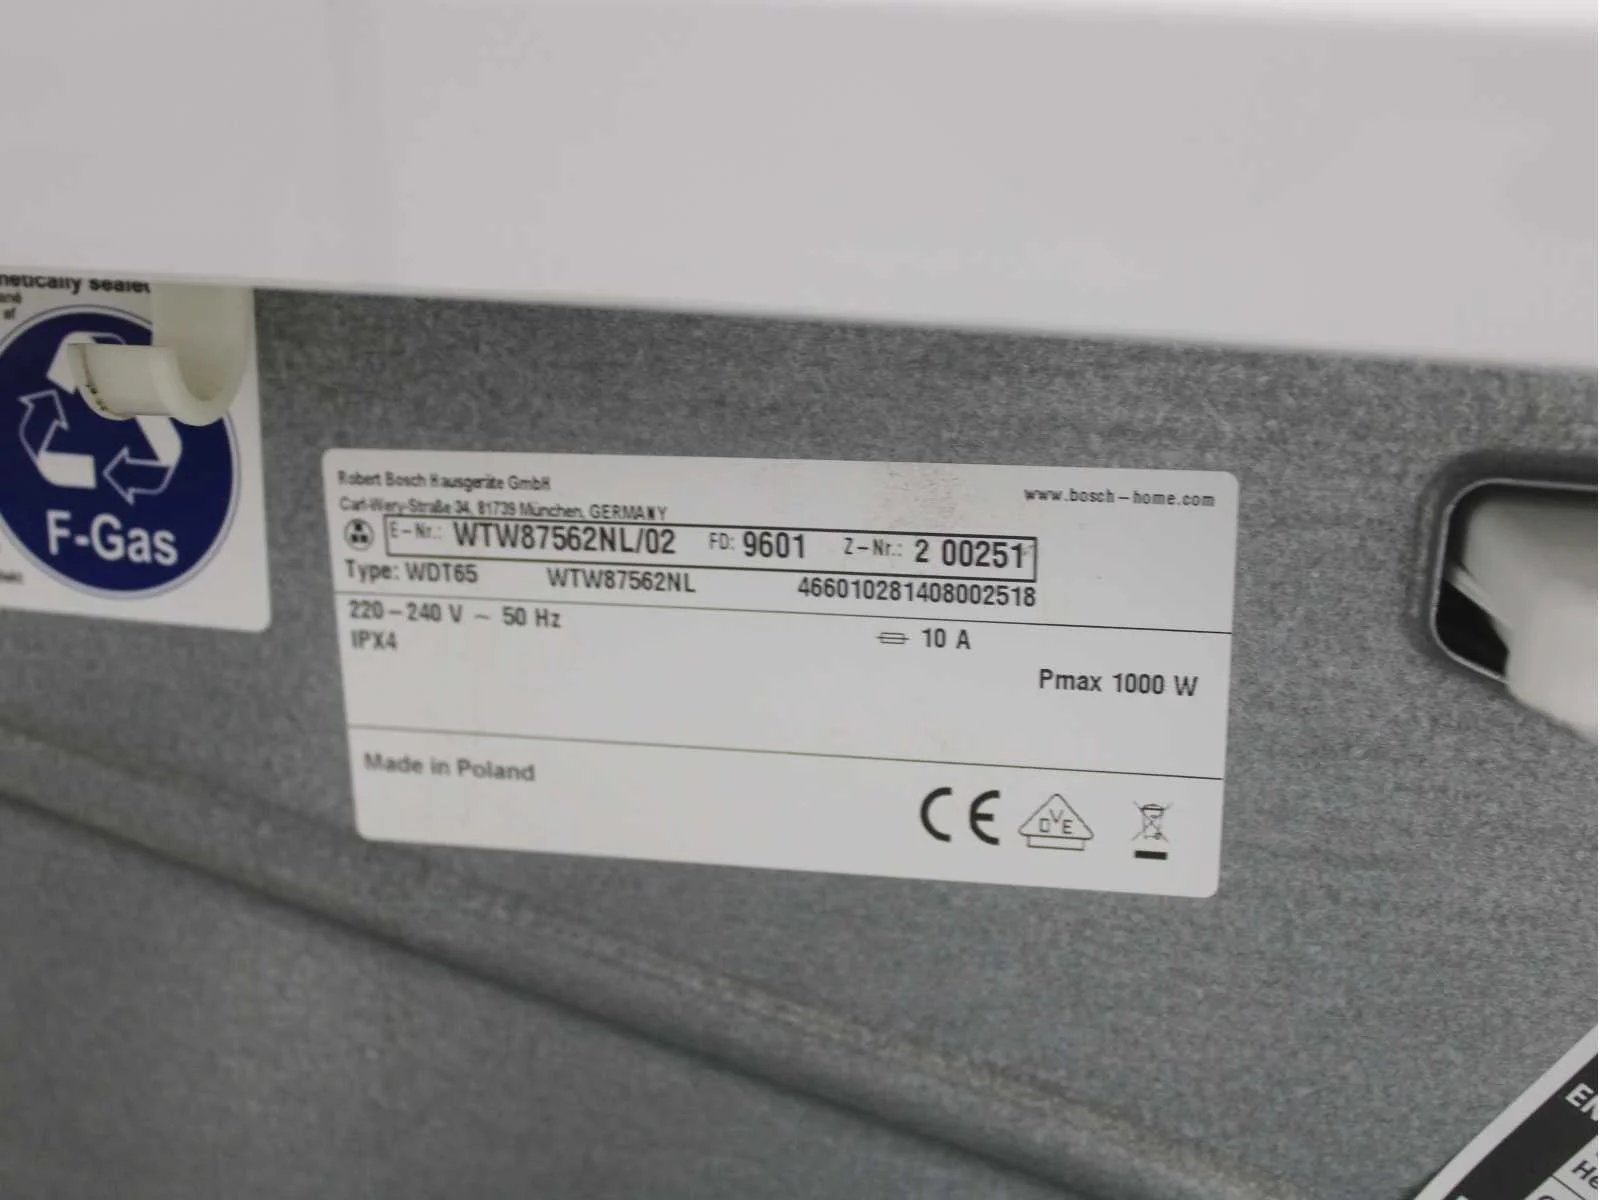 sealed
F-Gas
Robert Bosch Hausgeräte GmbH
www.bosch-home.com
Carl-Wery-Straße 34, 81739 München, GERMANY
E-Nr.: WTW87562NL/02 FD: 9601 Z-Nr.: 2 00251
Type: WDT65 WTW87562NL 466010281408002518
220-240 V ~ 50 Hz 10 A
IPX4
Pmax 1000 W
Made in Poland
CE DVE